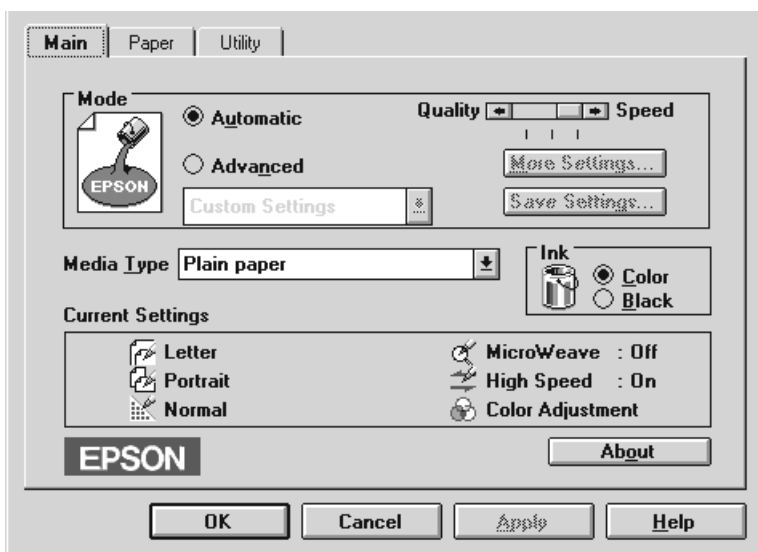 Main Paper Utility
Mode
EPSON
Automatic
Advanced
Custom Settings
Quality Speed
More Settings...
Save Settings...
Media Type Plain paper
Ink
Color
Black
Current Settings
Letter
Portrait
Normal
MicroWeave : Off
High Speed : On
Color Adjustment
EPSON
About
OK Cancel Apply Help